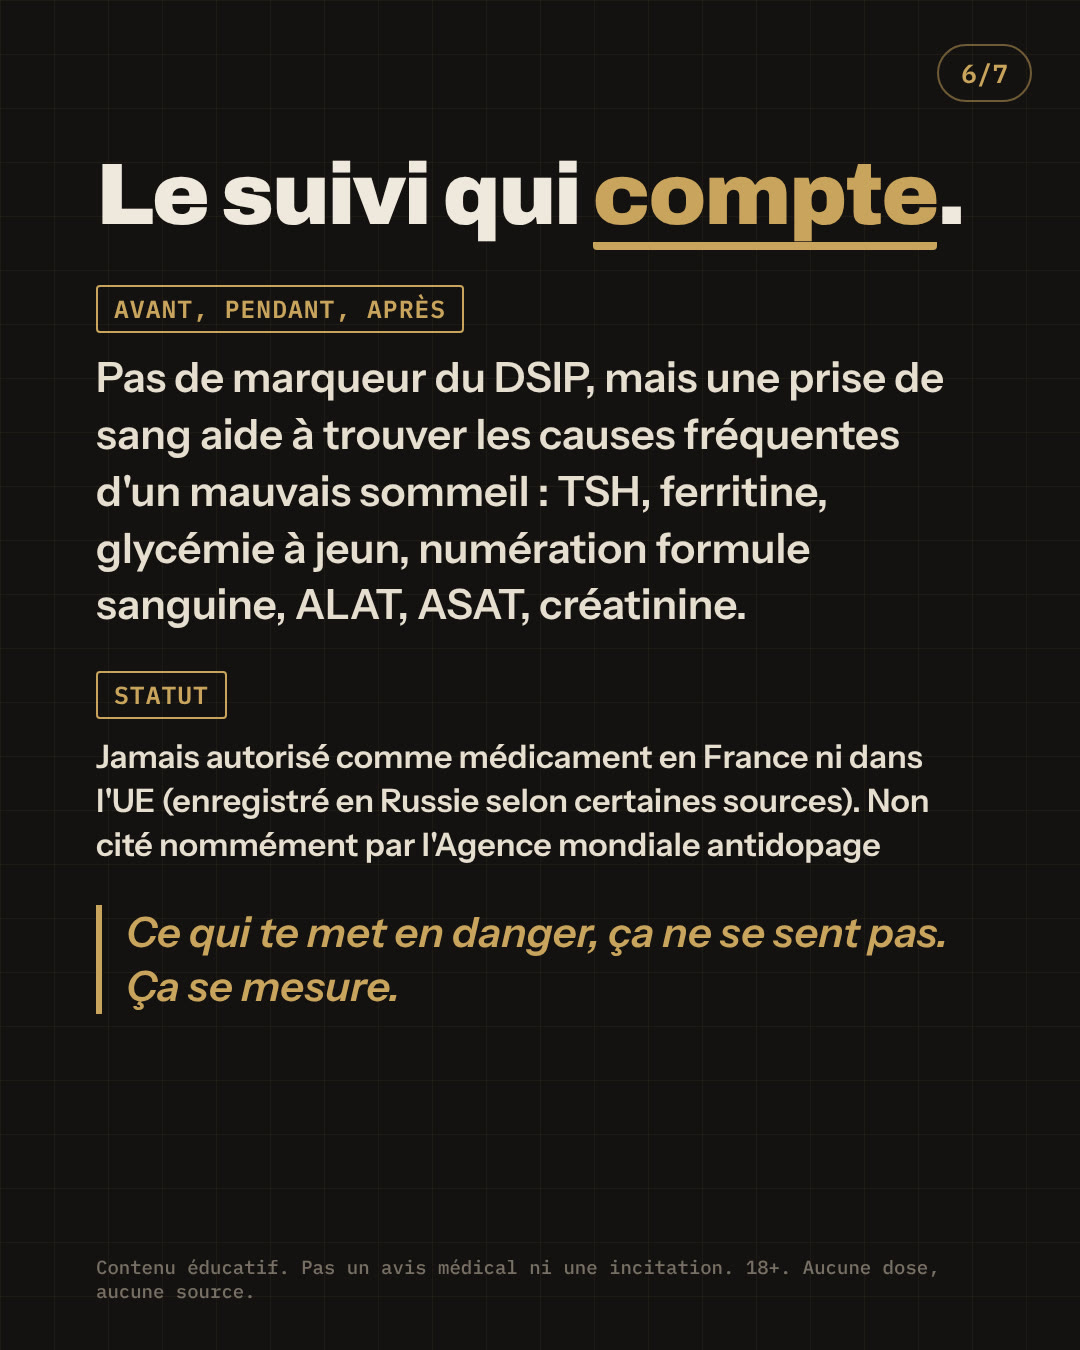 6/7
Le suivi qui compte.
AVANT, PENDANT, APRÈS
Pas de marqueur du DSIP, mais une prise de
sang aide à trouver les causes fréquentes
d'un mauvais sommeil : TSH, ferritine,
glycémie à jeun, numération formule
sanguine, ALAT, ASAT, créatinine.
STATUT
Jamais autorisé comme médicament en France ni dans
l'UE (enregistré en Russie selon certaines sources). Non
cité nommément par l'Agence mondiale antidopage
Ce qui te met en danger, ça ne se sent pas.
Ça se mesure.
Contenu éducatif. Pas un avis médical ni une incitation. 18+. Aucune dose,
aucune source.